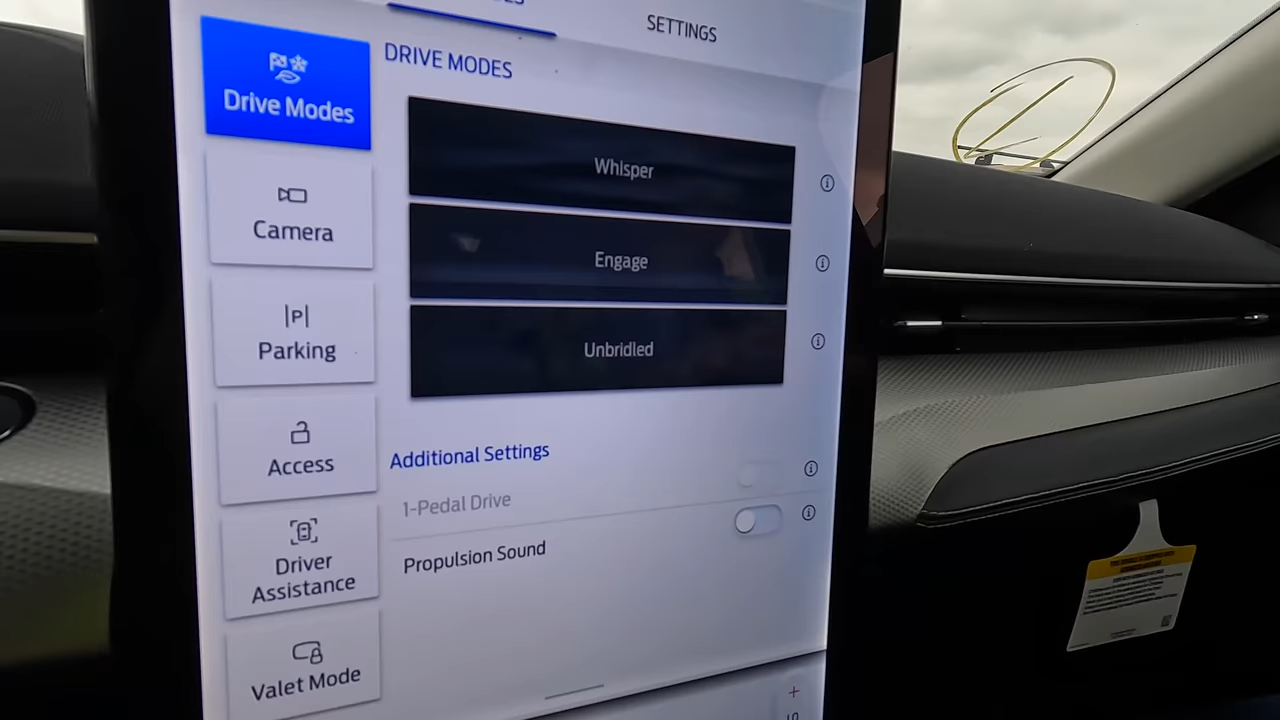 SETTINGS
DRIVE MODES
Drive Modes
Whisper
Camera
Engage
|P|
Parking
Unbridled
Access
Additional Settings
1-Pedal Drive
Propulsion Sound
Driver
Assistance
Valet Mode
+